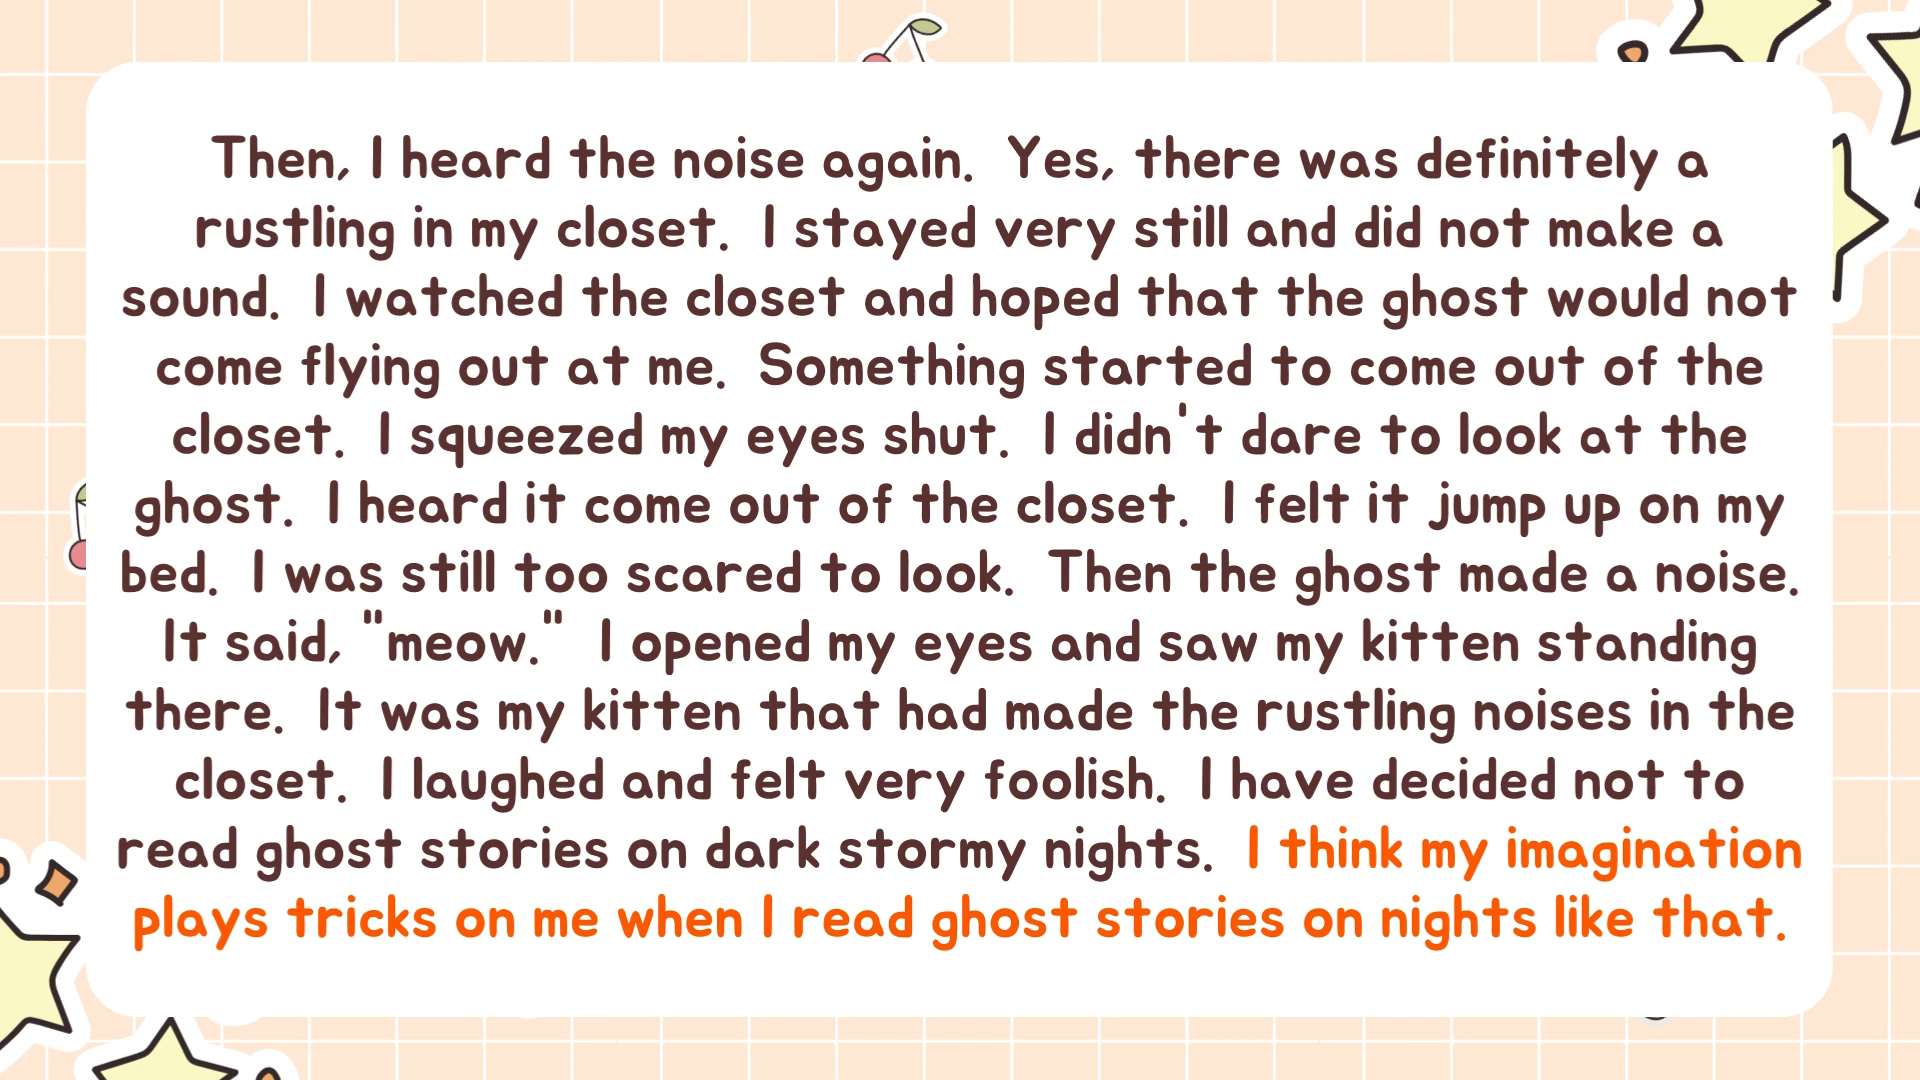 Then, I heard the noise again.  Yes, there was definitely a
rustling in my closet.  I stayed very still and did not make a
sound.  I watched the closet and hoped that the ghost would not
come flying out at me.  Something started to come out of the
closet.  I squeezed my eyes shut.  I didn't dare to look at the
ghost.  I heard it come out of the closet.  I felt it jump up on my
bed.  I was still too scared to look.  Then the ghost made a noise.
It said, "meow."  I opened my eyes and saw my kitten standing
there.  It was my kitten that had made the rustling noises in the
closet.  I laughed and felt very foolish.  I have decided not to
read ghost stories on dark stormy nights.  I think my imagination
plays tricks on me when I read ghost stories on nights like that.